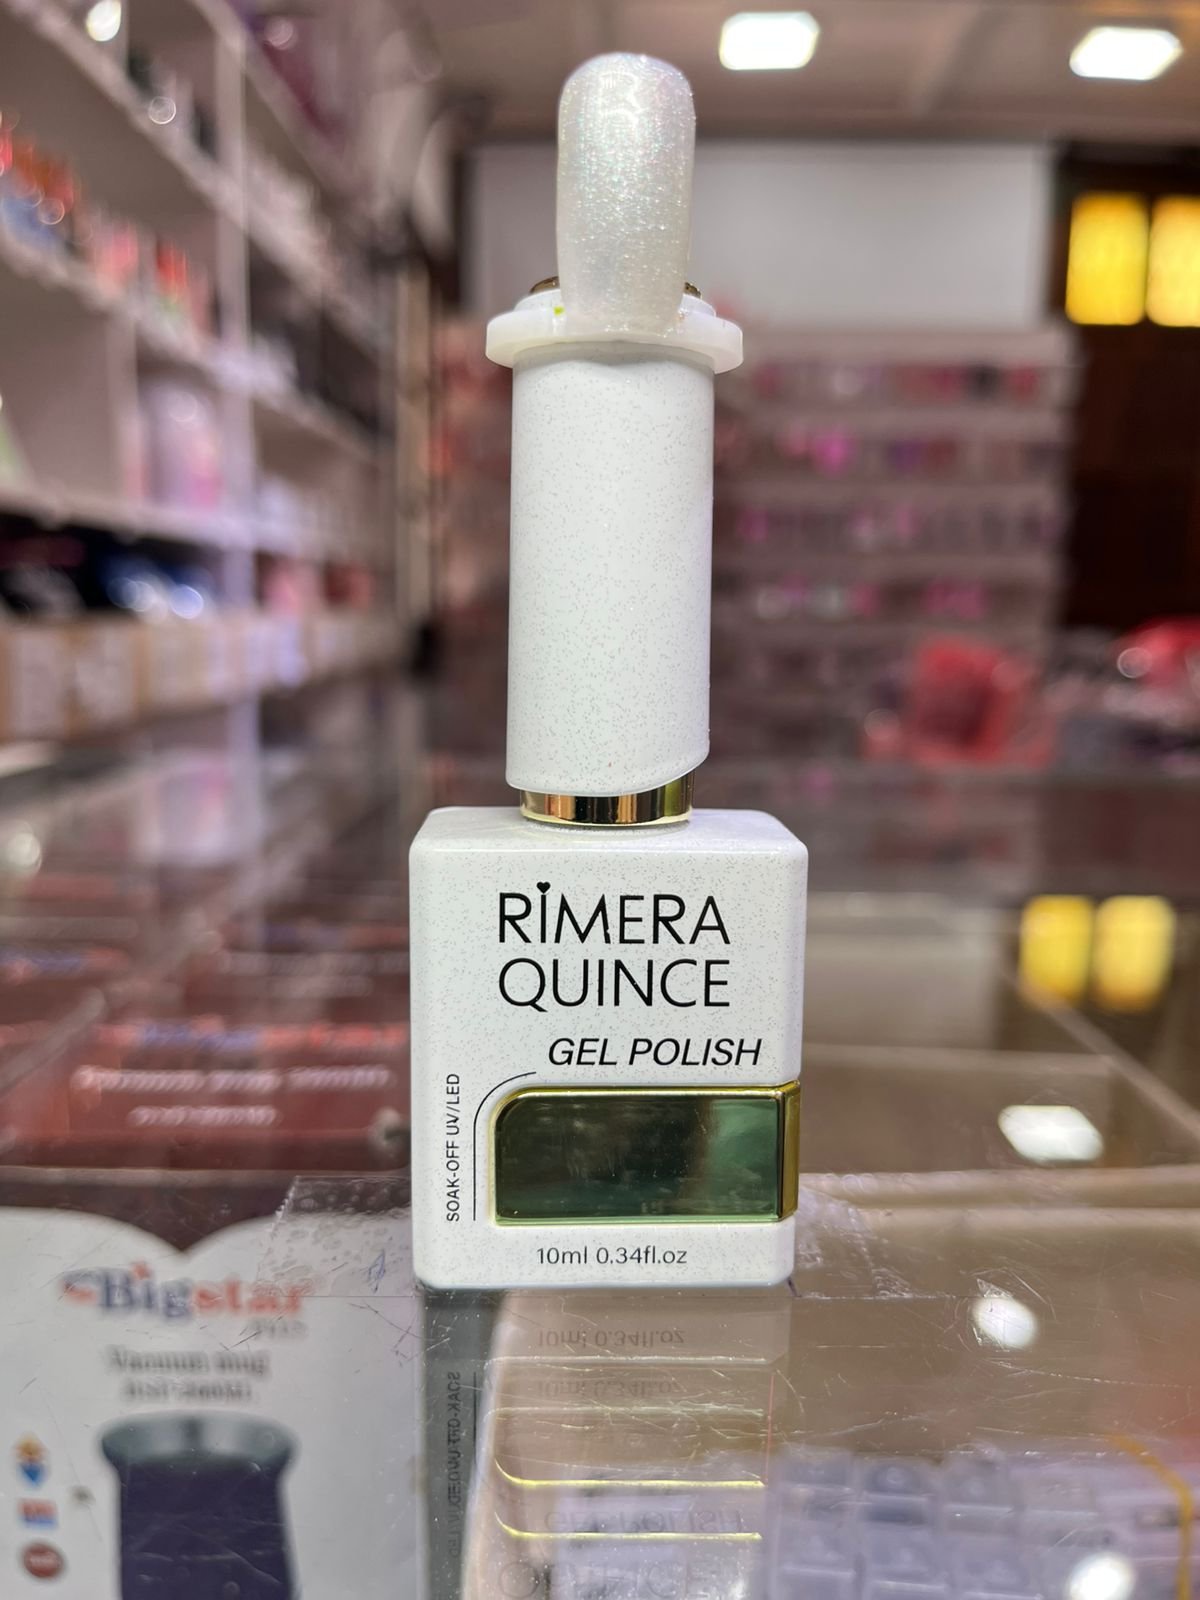 RIMERA
QUINCE
GEL POLISH
SOAK-OFF UV/LED
10ml 0.34fl.oz
Bigstar
Vacuum mug